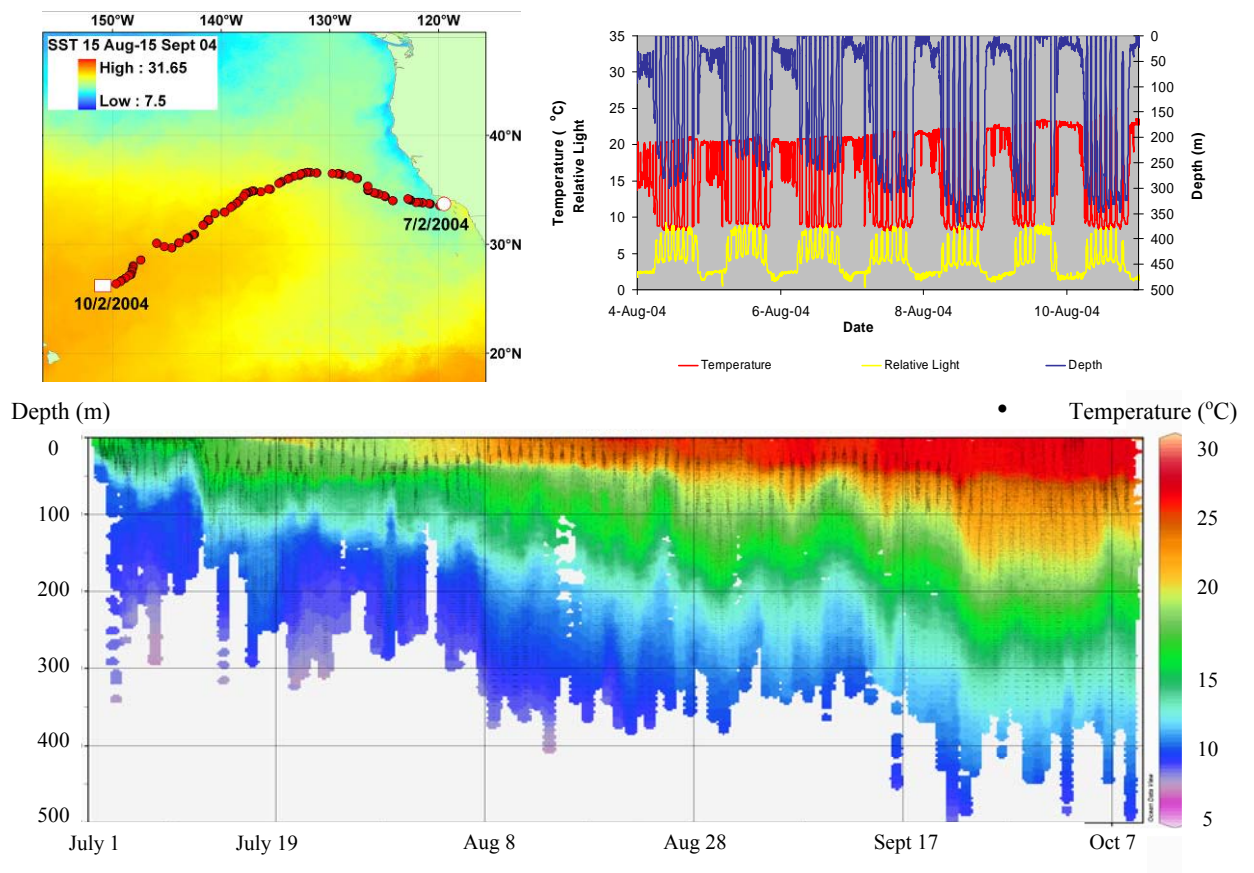 150°W 140°W 130°W 120°W
SST 15 Aug-15 Sept 04
High : 31.65
Low : 7.5
40°N
30°N
20°N
7/2/2004
10/2/2004
35
30
25
20
15
10
5
0
Temperature ( °C)
Relative Light
0
50
100
150
200
250
300
350
400
450
500
Depth (m)
4-Aug-04 6-Aug-04 8-Aug-04 10-Aug-04
Date
Temperature Relative Light Depth
Depth (m)
• Temperature (°C)
0
100
200
300
400
500
30
25
20
15
10
5
Ocean Data View
July 1 July 19 Aug 8 Aug 28 Sept 17 Oct 7